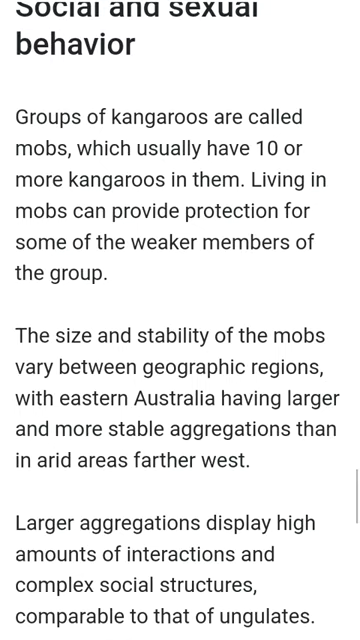 Social and sexual
behavior
Groups of kangaroos are called
mobs, which usually have 10 or
more kangaroos in them. Living in
mobs can provide protection for
some of the weaker members of
the group.
The size and stability of the mobs
vary between geographic regions,
with eastern Australia having larger
and more stable aggregations than
in arid areas farther west.
Larger aggregations display high
amounts of interactions and
complex social structures,
comparable to that of ungulates.